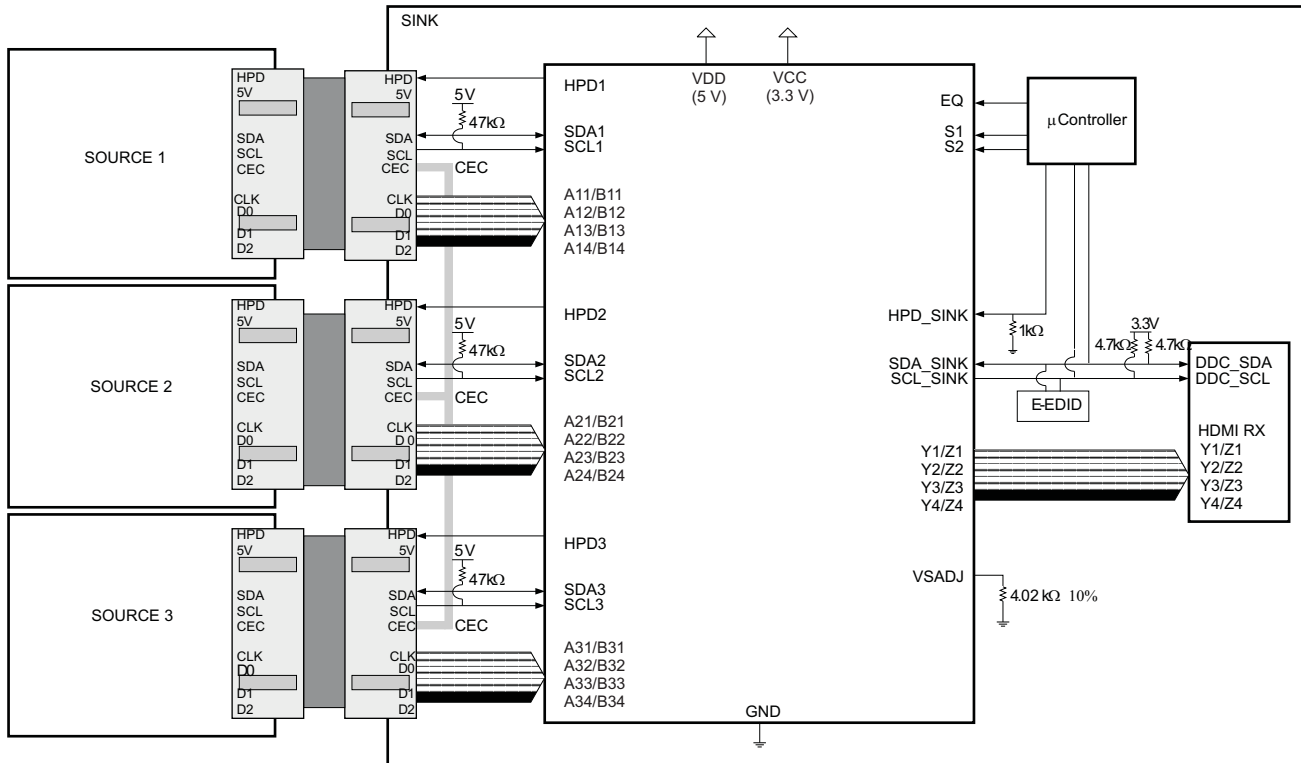 SINK
SOURCE 1
HPD
5V
SDA
SCL
CEC
CLK
D0
D1
D2
HPD
5V
SDA
SCL
CEC
CLK
D0
D1
D2
5V
47kΩ
CEC
HPD1
SDA1
SCL1
A11/B11
A12/B12
A13/B13
A14/B14
SOURCE 2
HPD
5V
SDA
SCL
CEC
CLK
D0
D1
D2
HPD
5V
SDA
SCL
CEC
CLK
D 0
D1
D2
5V
47kΩ
CEC
HPD2
SDA2
SCL2
A21/B21
A22/B22
A23/B23
A24/B24
SOURCE 3
HPD
5V
SDA
SCL
CEC
CLK
D0
D1
D2
HPD
5V
SDA
SCL
CEC
CLK
D0
D1
D2
5V
47kΩ
CEC
HPD3
SDA3
SCL3
A31/B31
A32/B32
A33/B33
A34/B34
VDD
(5 V)
VCC
(3.3 V)
EQ
S1
S2
μController
HPD_SINK
1kΩ
3.3V
4.7kΩ
4.7kΩ
SDA_SINK
SCL_SINK
E-EDID
DDC_SDA
DDC_SCL
HDMI RX
Y1/Z1
Y2/Z2
Y3/Z3
Y4/Z4
Y1/Z1
Y2/Z2
Y3/Z3
Y4/Z4
VSADJ
4.02 kΩ 10%
GND